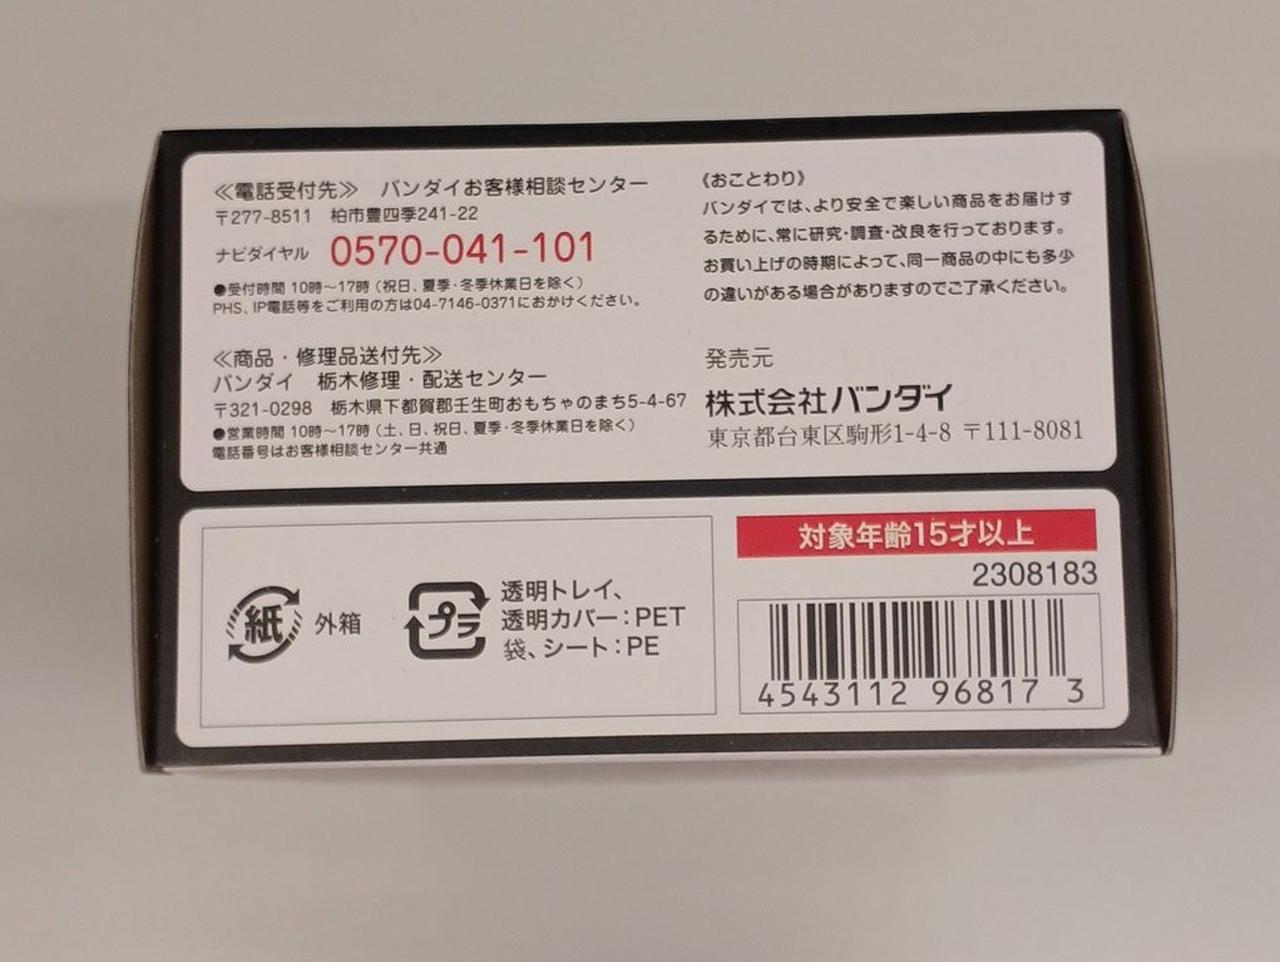 ≪電話受付先≫ バンダイお客様相談センター
〒277-8511 柏市豊四季241-22
ナビダイヤル 0570-041-101
●受付時間 10時〜17時（祝日、夏季・冬季休業日を除く）
PHS、IP電話等をご利用の方は04-7146-0371におかけください。
≪商品・修理品送付先≫
バンダイ 栃木修理・配送センター
〒321-0298 栃木県下都賀郡壬生町おもちゃのまち5-4-67
●営業時間 10時〜17時（土、日、祝日、夏季・冬季休業日を除く）
電話番号はお客様相談センター共通
《おことわり》
バンダイでは、より安全で楽しい商品をお届けす
るために、常に研究・調査・改良を行っております。
お買い上げの時期によって、同一商品の中にも多少
の違いがある場合がありますのでご了承ください。
発売元
株式会社バンダイ
東京都台東区駒形1-4-8 〒111-8081
紙 外箱
プラ
透明トレイ、
透明カバー：PET
袋、シート：PE
対象年齢15才以上
2308183
4543112 96817 3